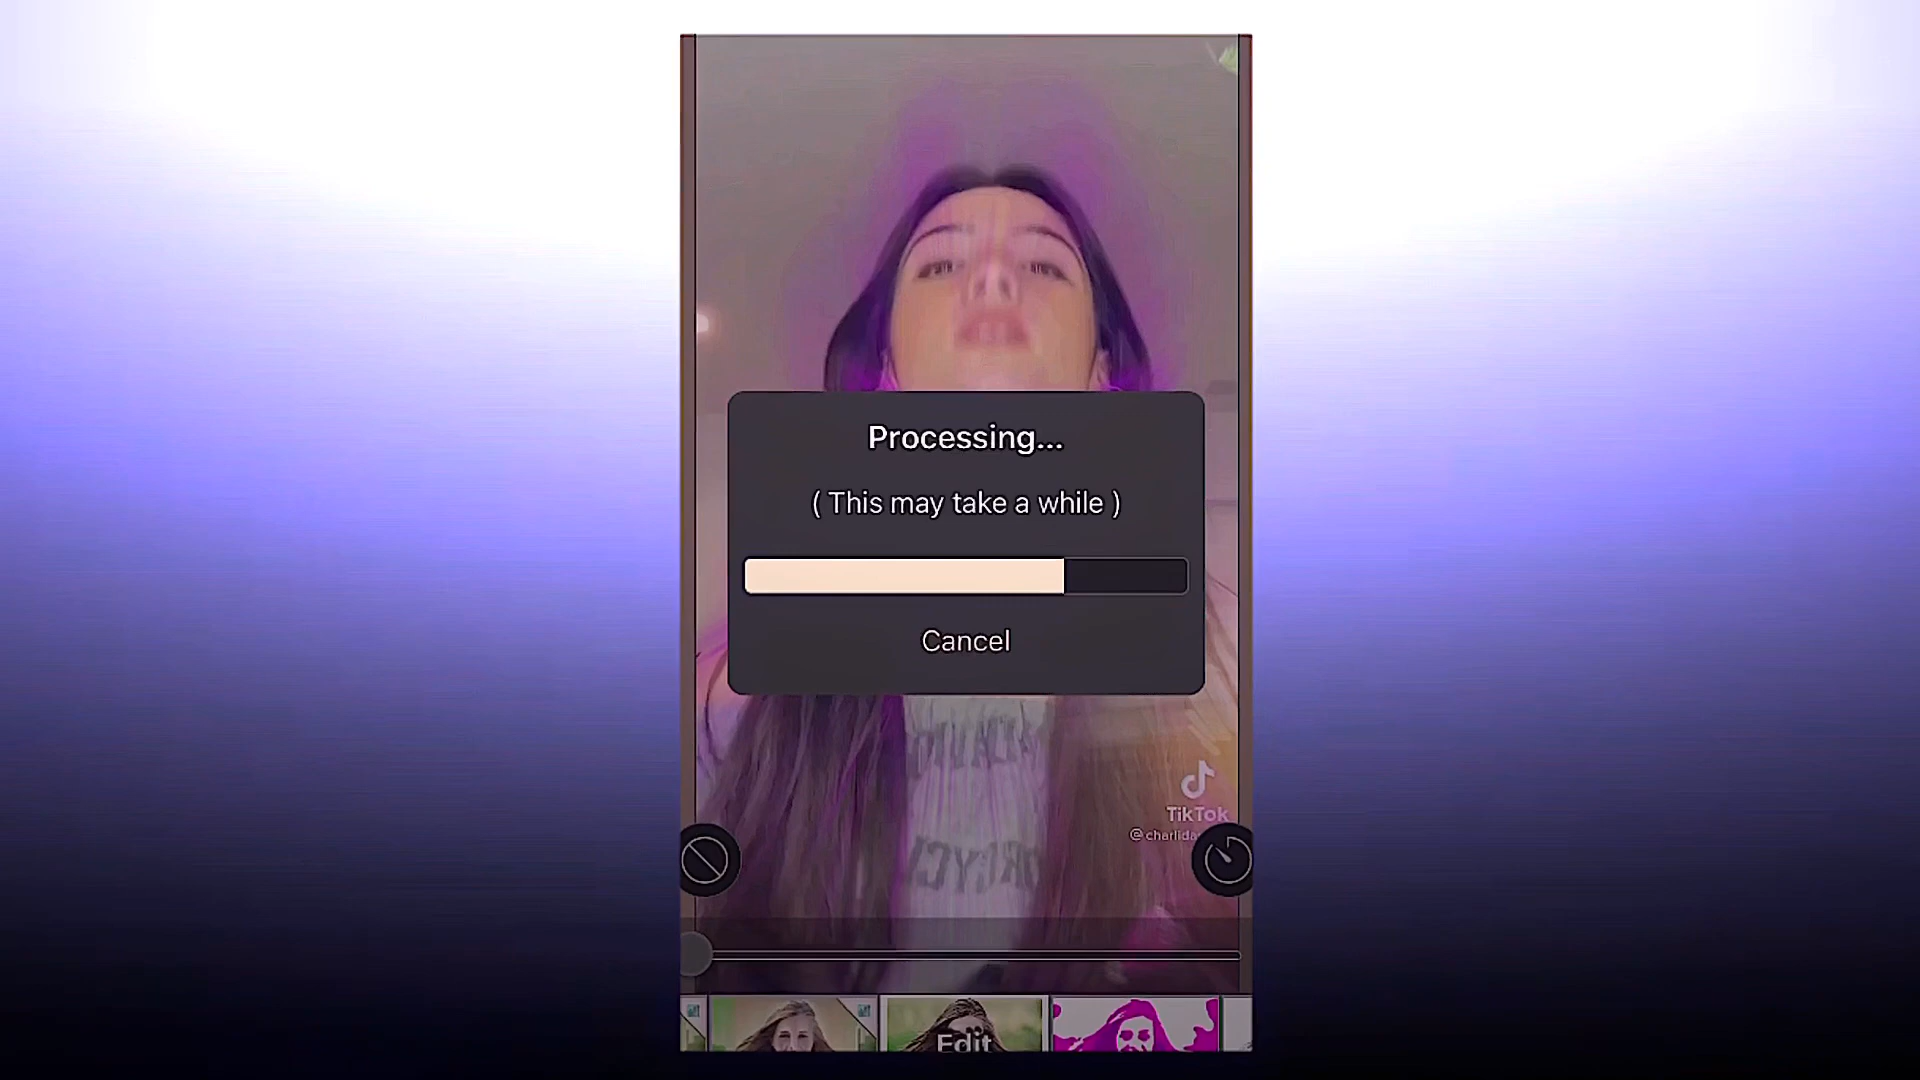 Processing...
( This may take a while )
Cancel
TikTok
Edit